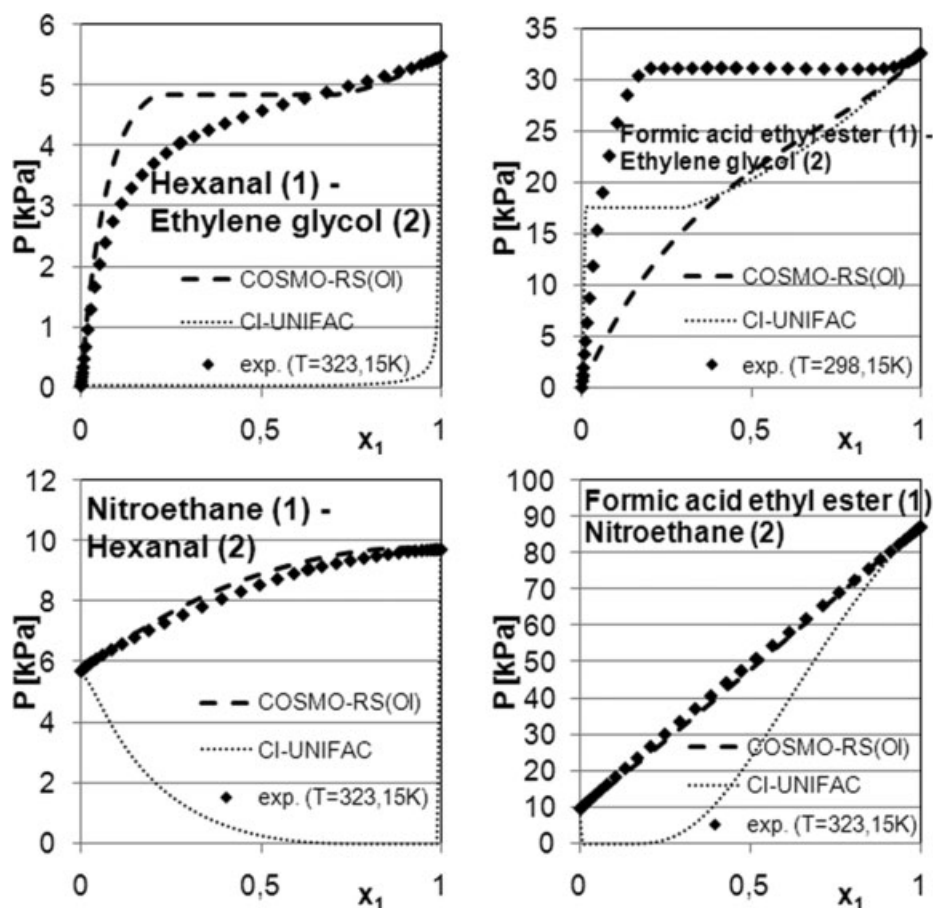 6
5
4
3
2
1
0
P [kPa]
Hexanal (1) -
Ethylene glycol (2)
COSMO-RS(Ol)
CI-UNIFAC
exp. (T=323,15K)
0
0,5
x1
1
40
35
30
25
20
15
10
5
0
P [kPa]
Formic acid ethyl ester (1) -
Ethylene glycol (2)
COSMO-RS(Ol)
CI-UNIFAC
exp. (T=298,15K)
0
0,5
x1
1
12
10
8
6
4
2
0
P [kPa]
Nitroethane (1) -
Hexanal (2)
COSMO-RS(Ol)
CI-UNIFAC
exp. (T=323,15K)
0
0,5
x1
1
100
90
80
70
60
50
40
30
20
10
0
P [kPa]
Formic acid ethyl ester (1)
Nitroethane (2)
COSMO-RS(Ol)
CI-UNIFAC
exp. (T=323,15K)
0
0,5
x1
1